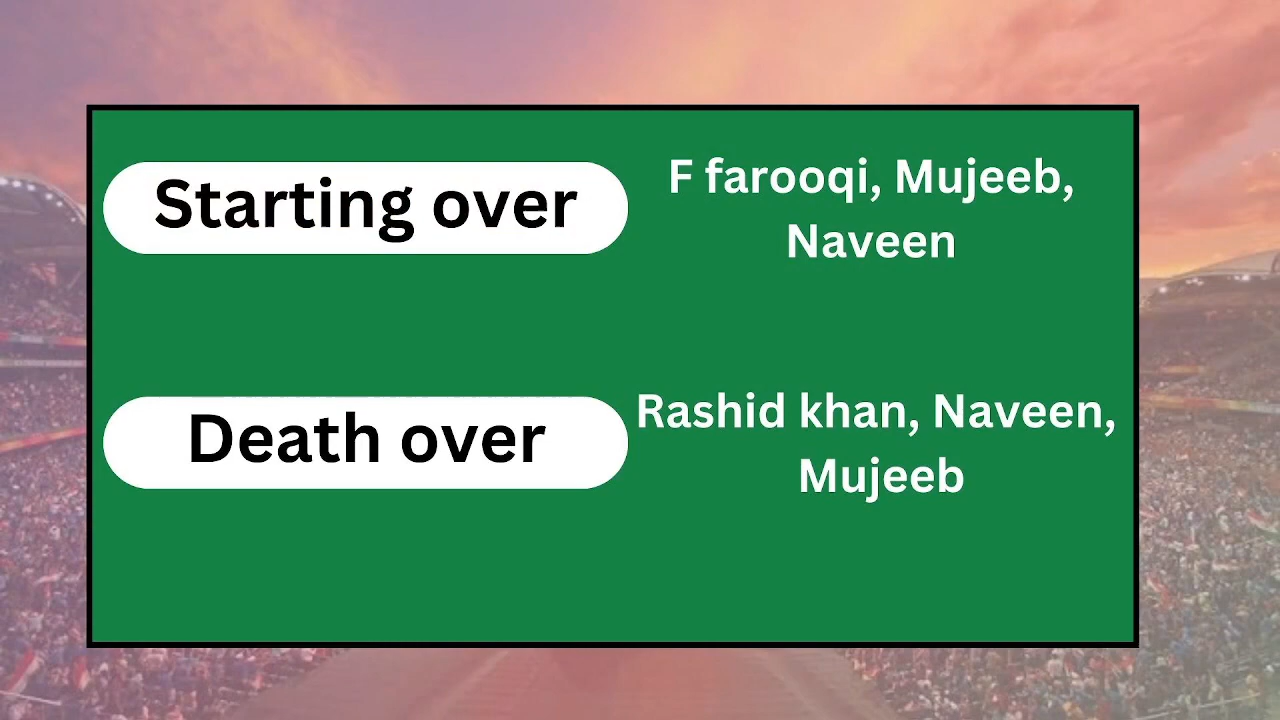 Starting over
F farooqi, Mujeeb,
Naveen
Death over
Rashid khan, Naveen,
Mujeeb